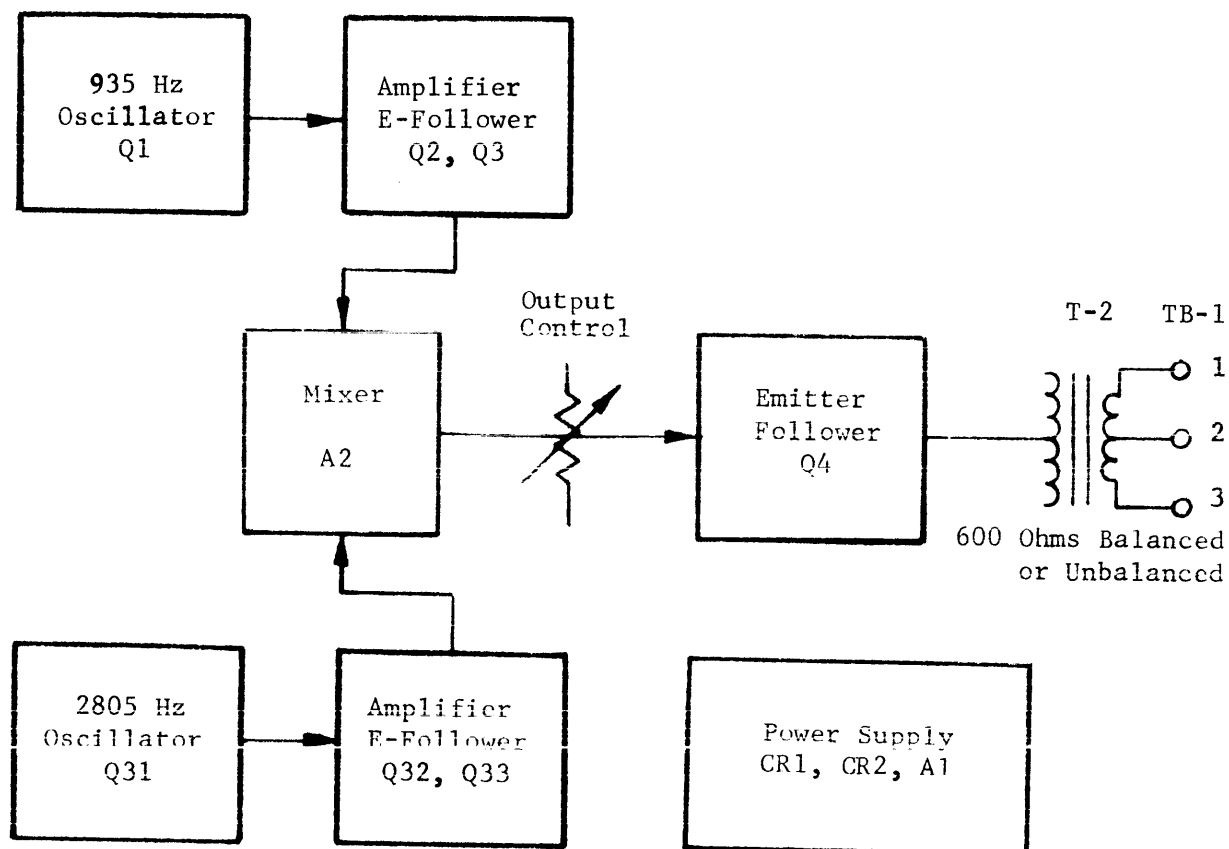 935 Hz
Oscillator
Q1
Amplifier
E-Follower
Q2, Q3
Mixer
A2
Output
Control
Emitter
Follower
Q4
T-2
TB-1
1
2
3
600 Ohms Balanced
or Unbalanced
2805 Hz
Oscillator
Q31
Amplifier
E-Follower
Q32, Q33
Power Supply
CR1, CR2, A1